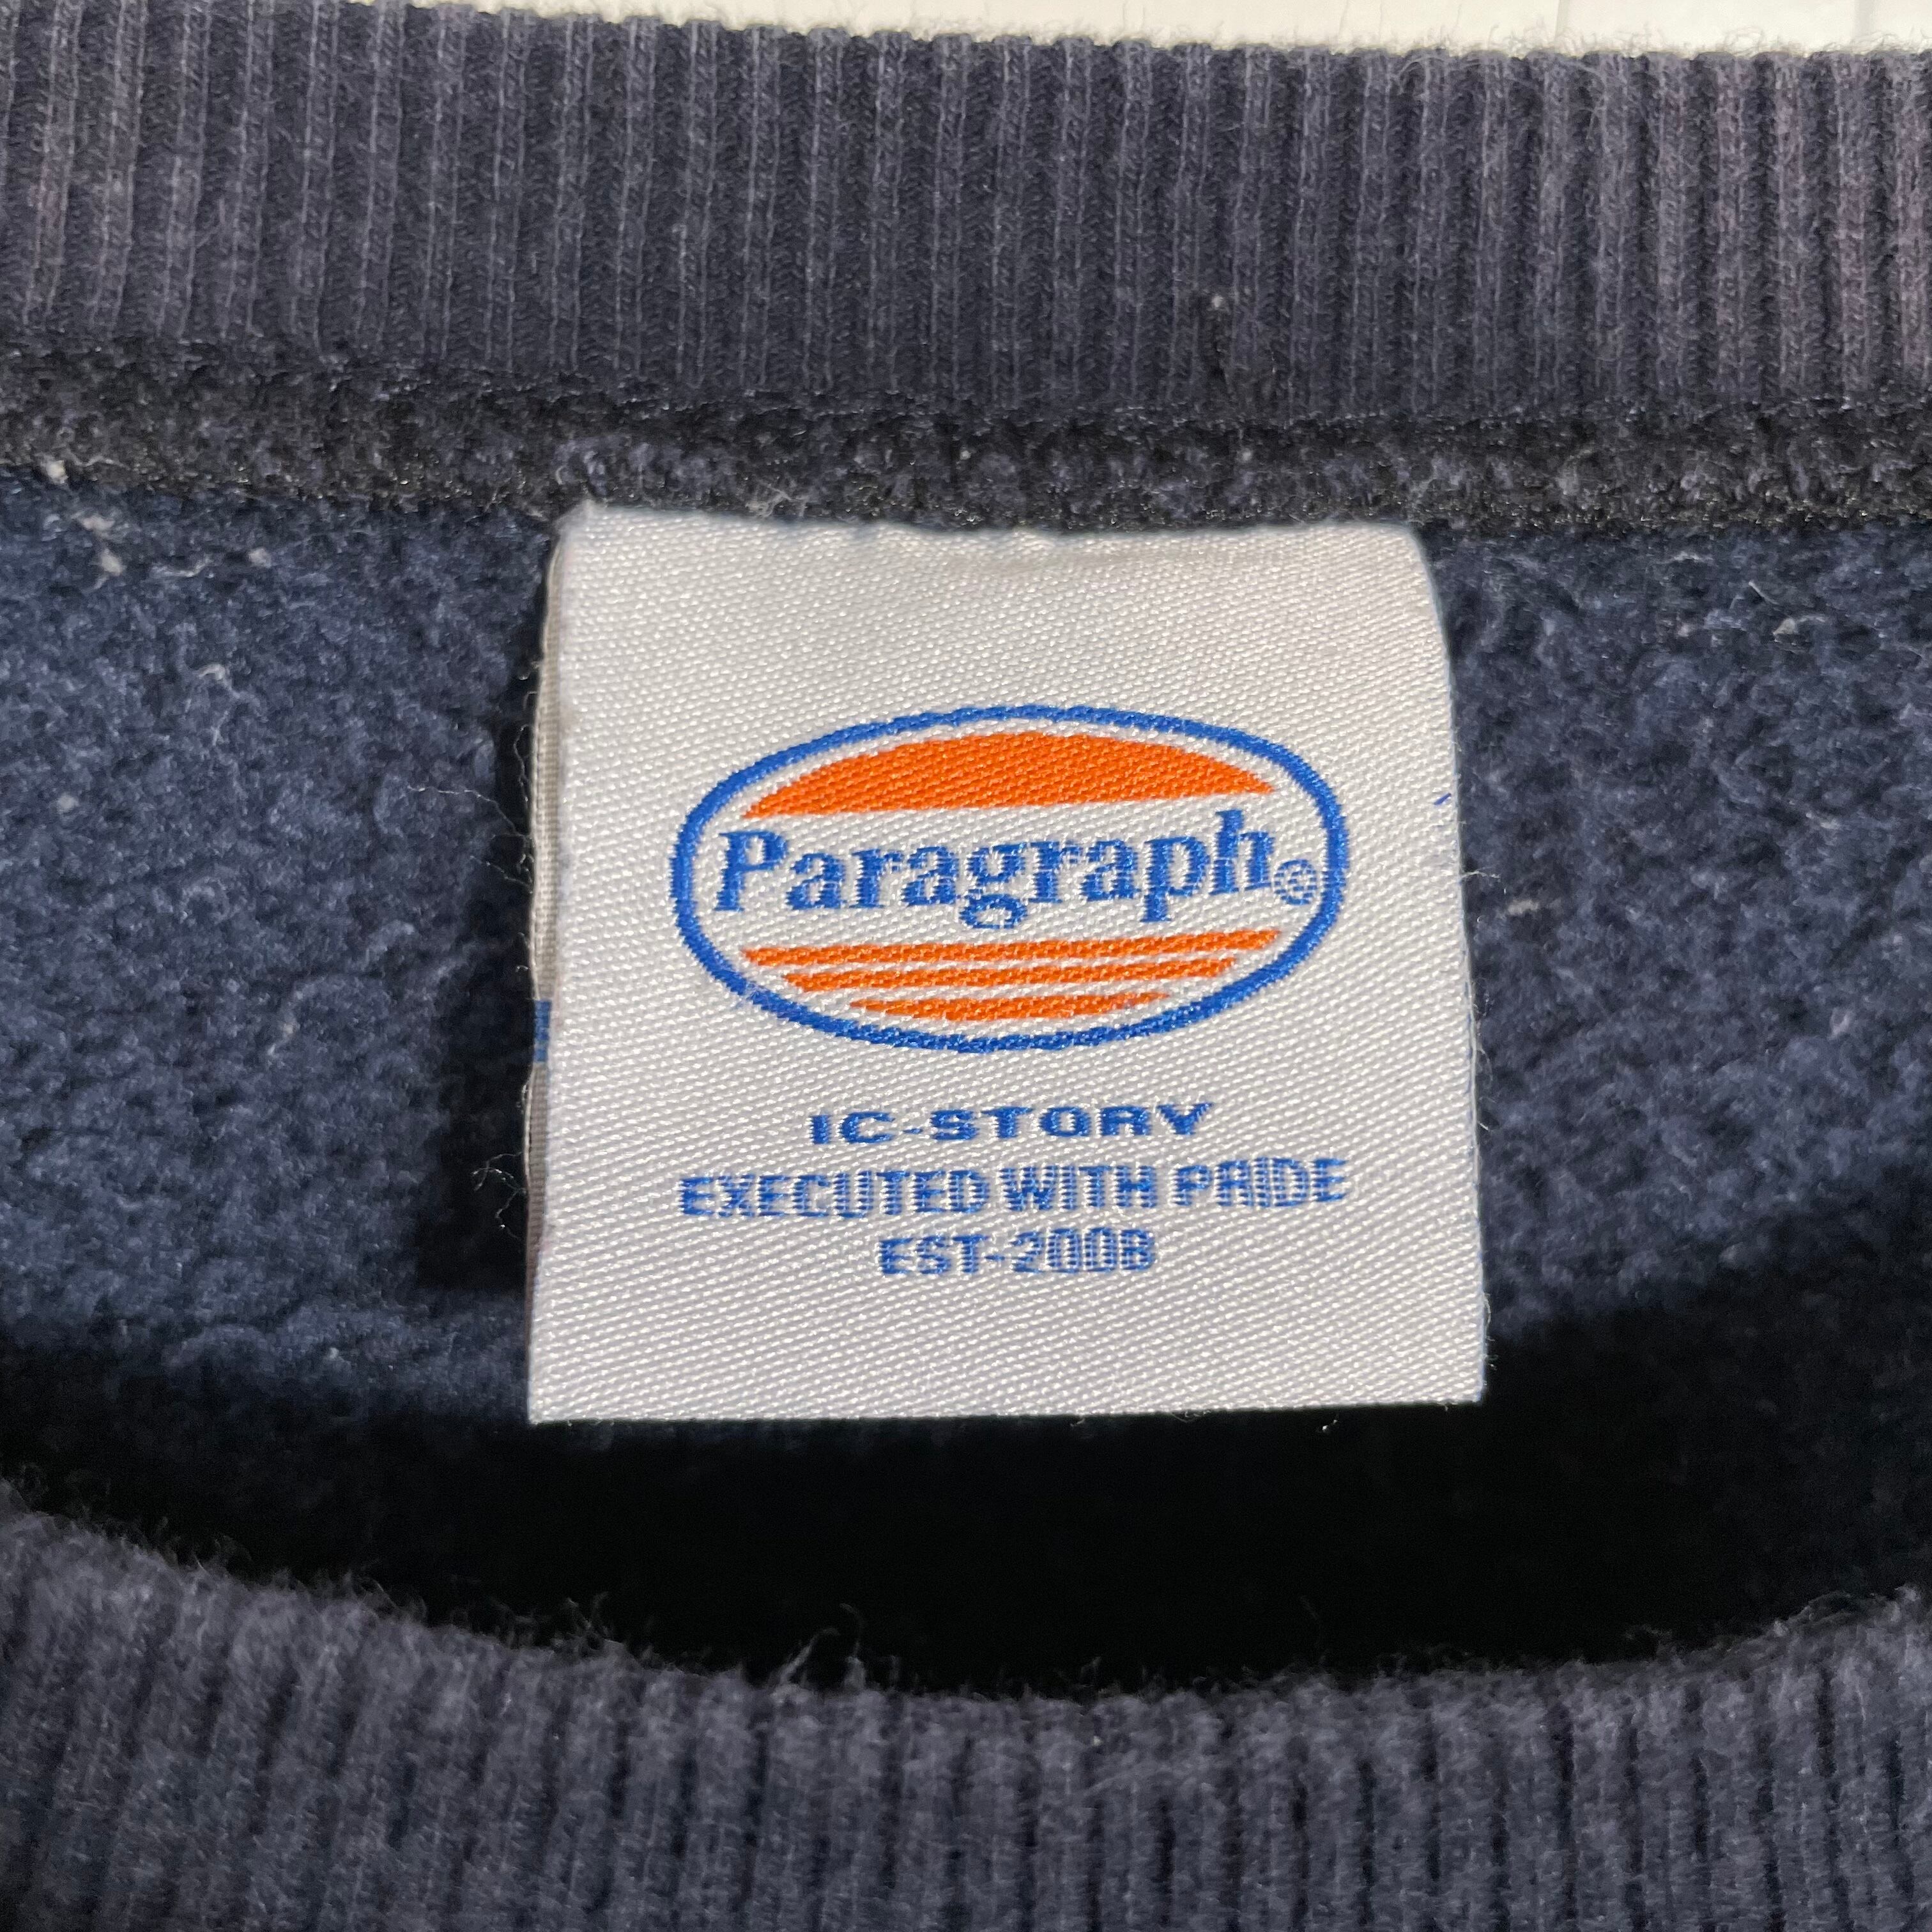 Paragraph®
IC-STORY
EXECUTED WITH PRIDE
EST-2008